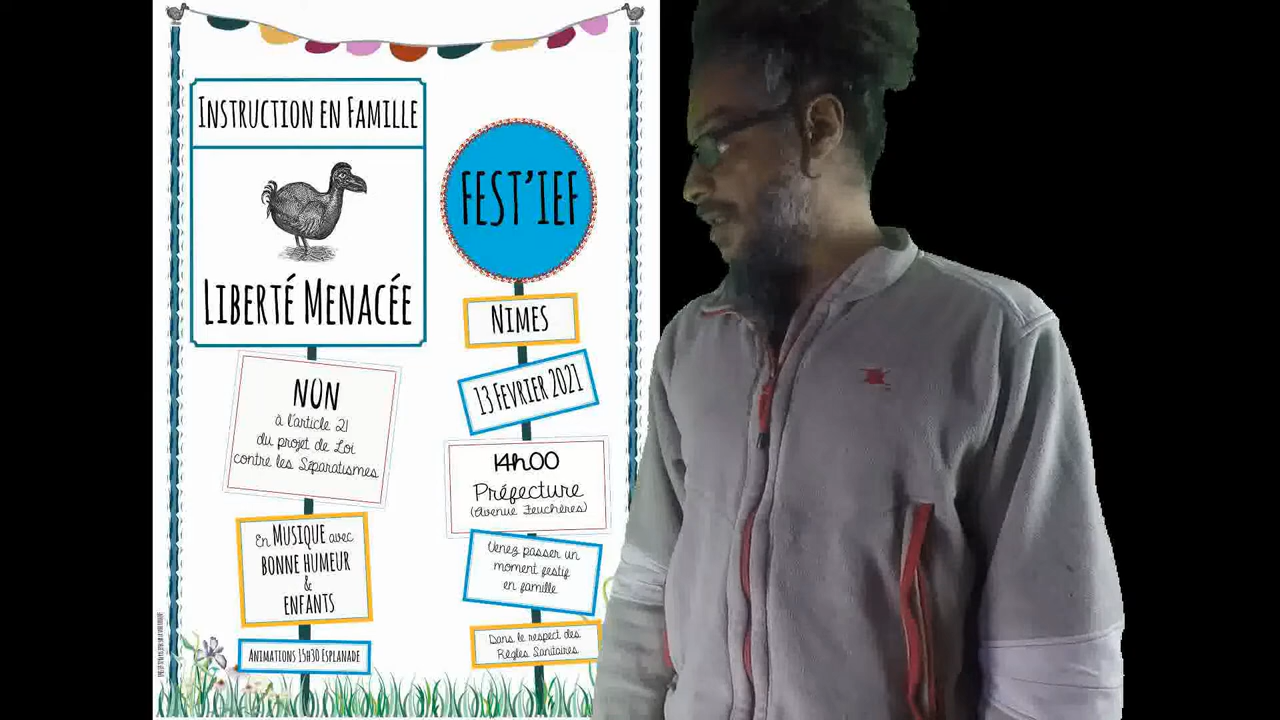 INSTRUCTION EN FAMILLE
LIBERTÉ MENACÉE
NON
à l'article 21
du projet de Loi
contre les Séparatismes
En MUSIQUE avec
BONNE HUMEUR
&
ENFANTS
ANIMATIONS 15H30 ESPLANADE
FEST'IEF
NIMES
13 FEVRIER 2021
14h00
Préfecture
(Avenue Feuchères)
Venez passer un
moment festif
en famille
Dans le respect des
Règles Sanitaires